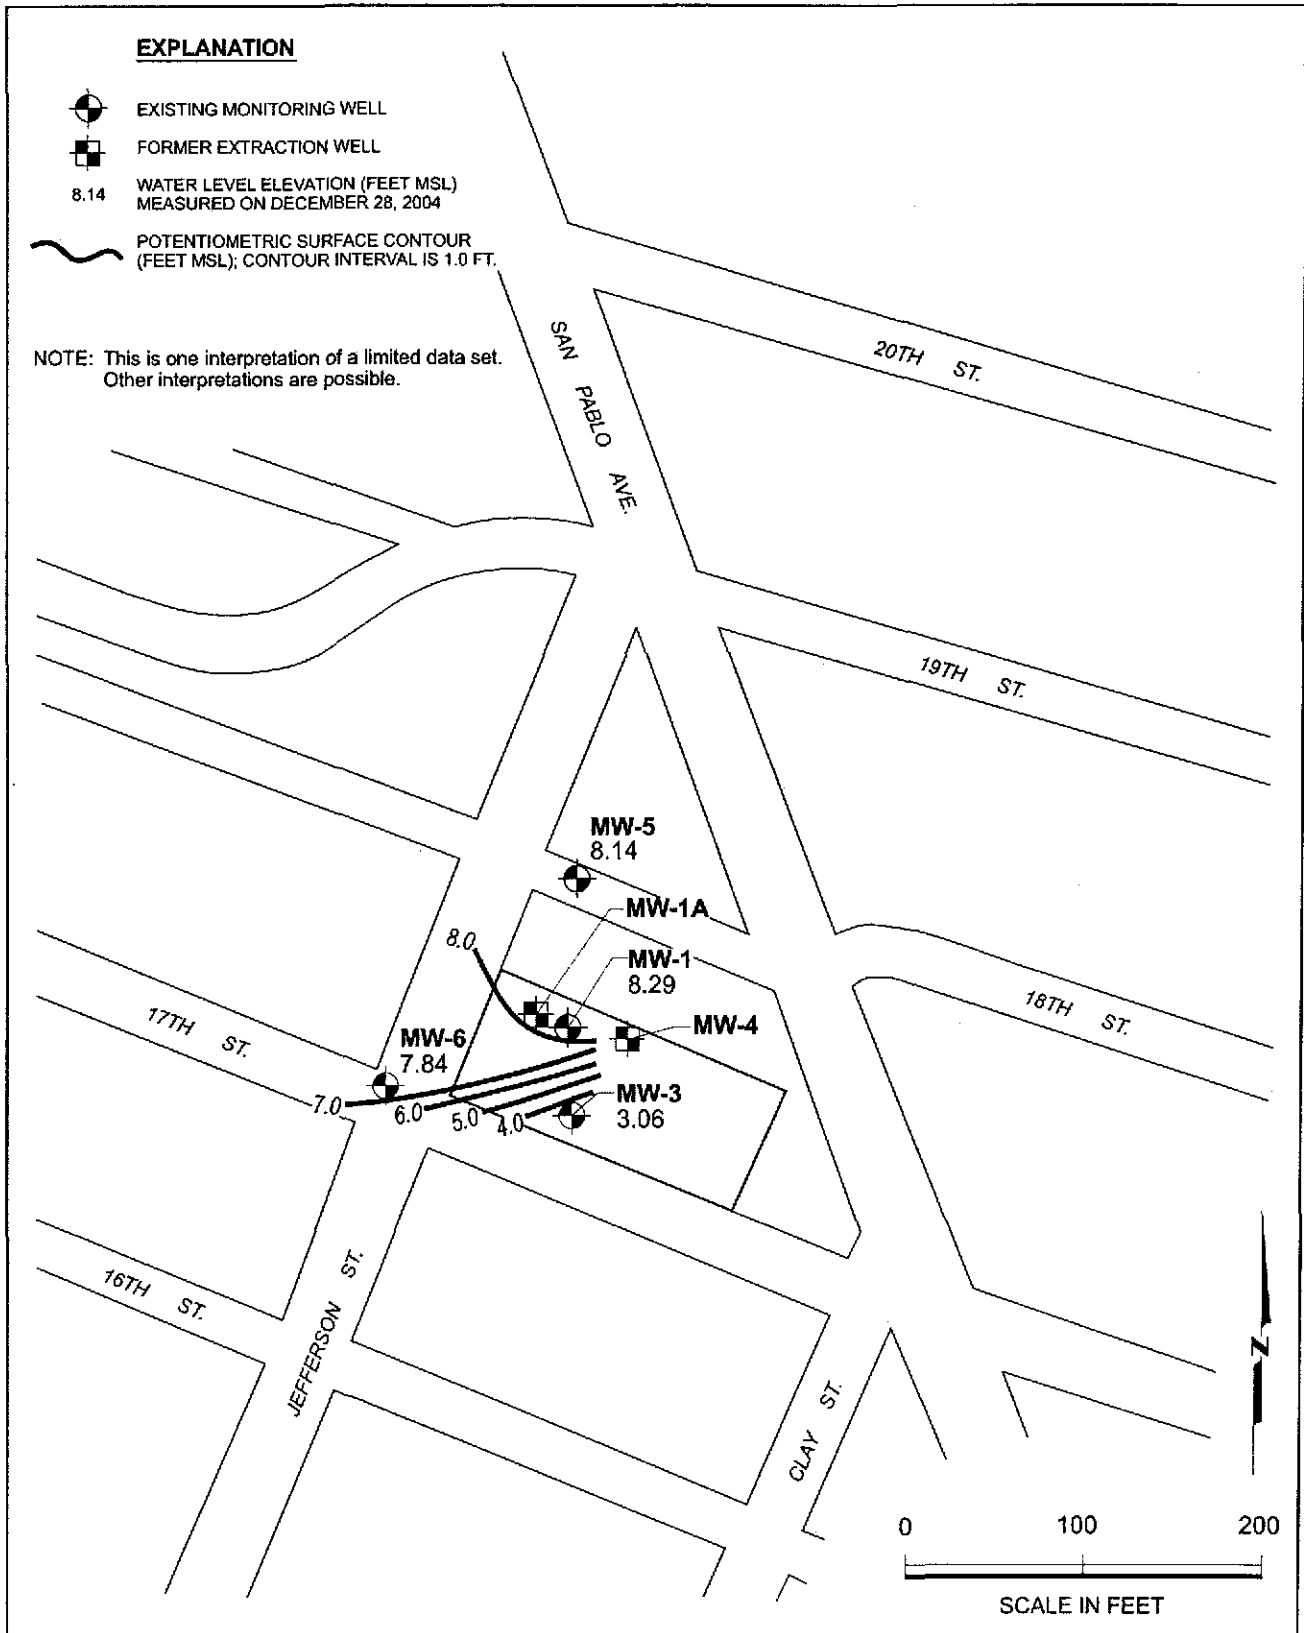 EXPLANATION
EXISTING MONITORING WELL
FORMER EXTRACTION WELL
8.14 WATER LEVEL ELEVATION (FEET MSL)
MEASURED ON DECEMBER 28, 2004
POTENTIOMETRIC SURFACE CONTOUR
(FEET MSL); CONTOUR INTERVAL IS 1.0 FT.
NOTE: This is one interpretation of a limited data set.
Other interpretations are possible.
SAN PABLO AVE.
20TH ST.
19TH ST.
MW-5
8.14
MW-1A
8.0
MW-1
8.29
MW-4
18TH ST.
17TH ST.
MW-6
7.84
7.0
6.0
5.0
4.0
MW-3
3.06
16TH ST.
JEFFERSON ST.
CLAY ST.
N
0 100 200
SCALE IN FEET